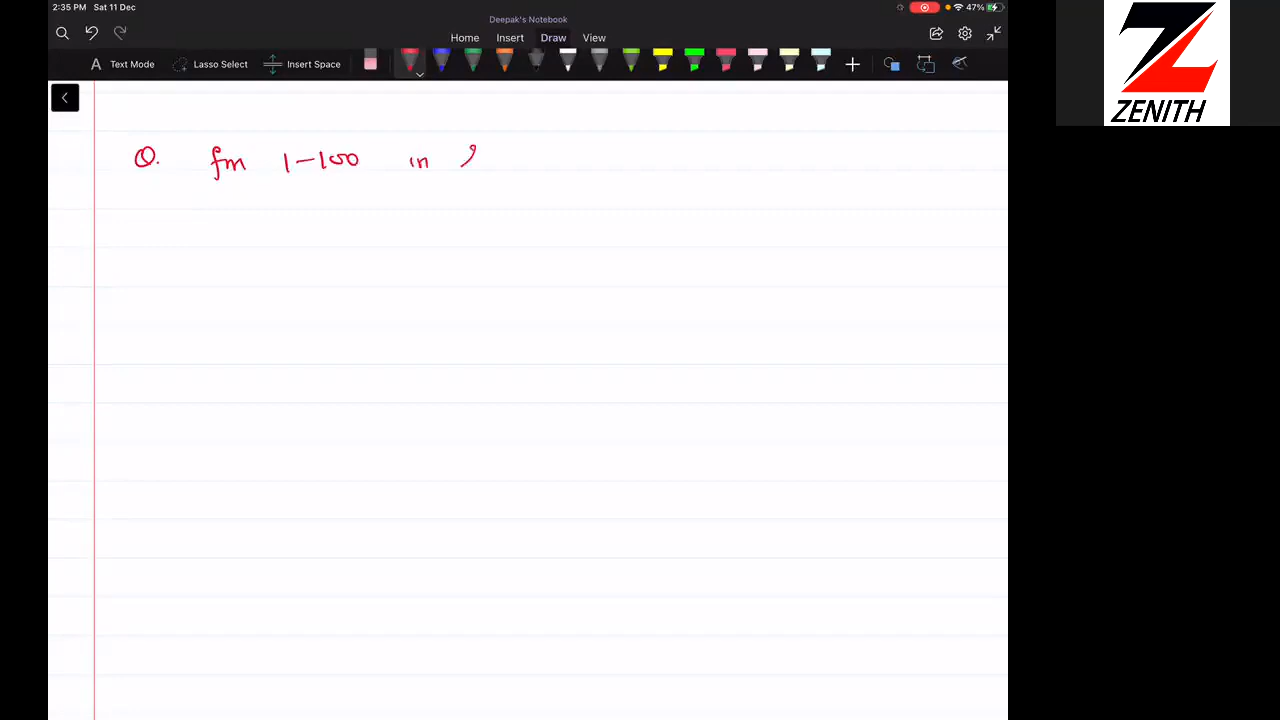 2:35 PM Sat 11 Dec
47%
Deepak's Notebook
Home Insert Draw View
A Text Mode Lasso Select Insert Space
ZENITH
Q. fm 1-100 in